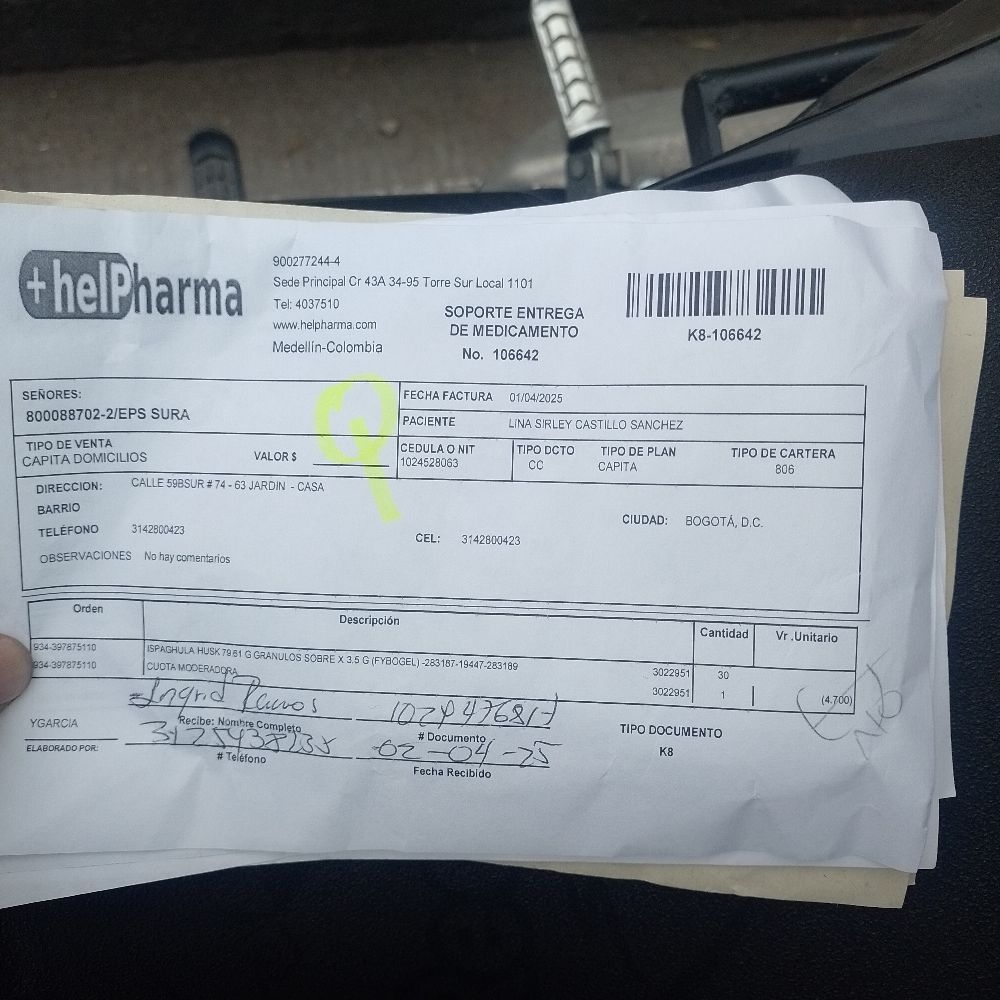 +helPharma
900277244-4
Sede Principal Cr 43A 34-95 Torre Sur Local 1101
Tel: 4037510
www.helpharma.com
Medellín-Colombia
SOPORTE ENTREGA
DE MEDICAMENTO
No. 106642
K8-106642
SEÑORES:
800088702-2/EPS SURA
FECHA FACTURA 01/04/2025
PACIENTE LINA SIRLEY CASTILLO SANCHEZ
TIPO DE VENTA
CAPITA DOMICILIOS
VALOR $
CEDULA O NIT
1024528063
TIPO DCTO
CC
TIPO DE PLAN
CAPITA
TIPO DE CARTERA
806
DIRECCION: CALLE 59BSUR # 74 - 63 JARDIN - CASA
BARRIO
CIUDAD: BOGOTÁ, D.C.
TELÉFONO 3142800423
CEL: 3142800423
OBSERVACIONES No hay comentarios
Orden Descripción Cantidad Vr .Unitario
934-397875110 ISPAGHULA HUSK 79.61 G GRANULOS SOBRE X 3.5 G (FYBOGEL) -283187-19447-283189 3022951 30
934-397875110 CUOTA MODERADORA 3022951 1 (4.700)
Ingrid
YGARCIA
ELABORADO POR:
Recibe: Nombre Completo
# Documento
02-04-25
# Teléfono
Fecha Recibido
TIPO DOCUMENTO
K8